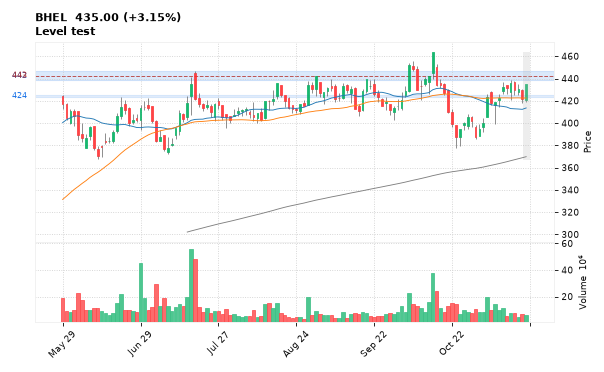 BHEL 435.00 (+3.15%)
Level test
460
440
420
400
380
360
340
320
300
Price
424
60
40
20
Volume 10⁴
May 29
Jun 29
Jul 27
Aug 24
Sep 22
Oct 22